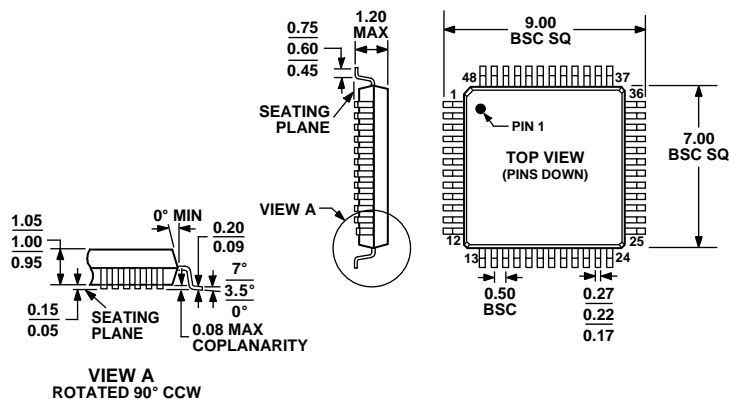 0.75
0.60
0.45
1.20
MAX
SEATING
PLANE
VIEW A
9.00
BSC SQ
48
37
1
36
PIN 1
TOP VIEW
(PINS DOWN)
7.00
BSC SQ
12
25
13
24
0.50
BSC
0.27
0.22
0.17
1.05
1.00
0.95
0° MIN
0.20
0.09
7°
3.5°
0°
0.15
0.05
SEATING
PLANE
0.08 MAX
COPLANARITY
VIEW A
ROTATED 90° CCW